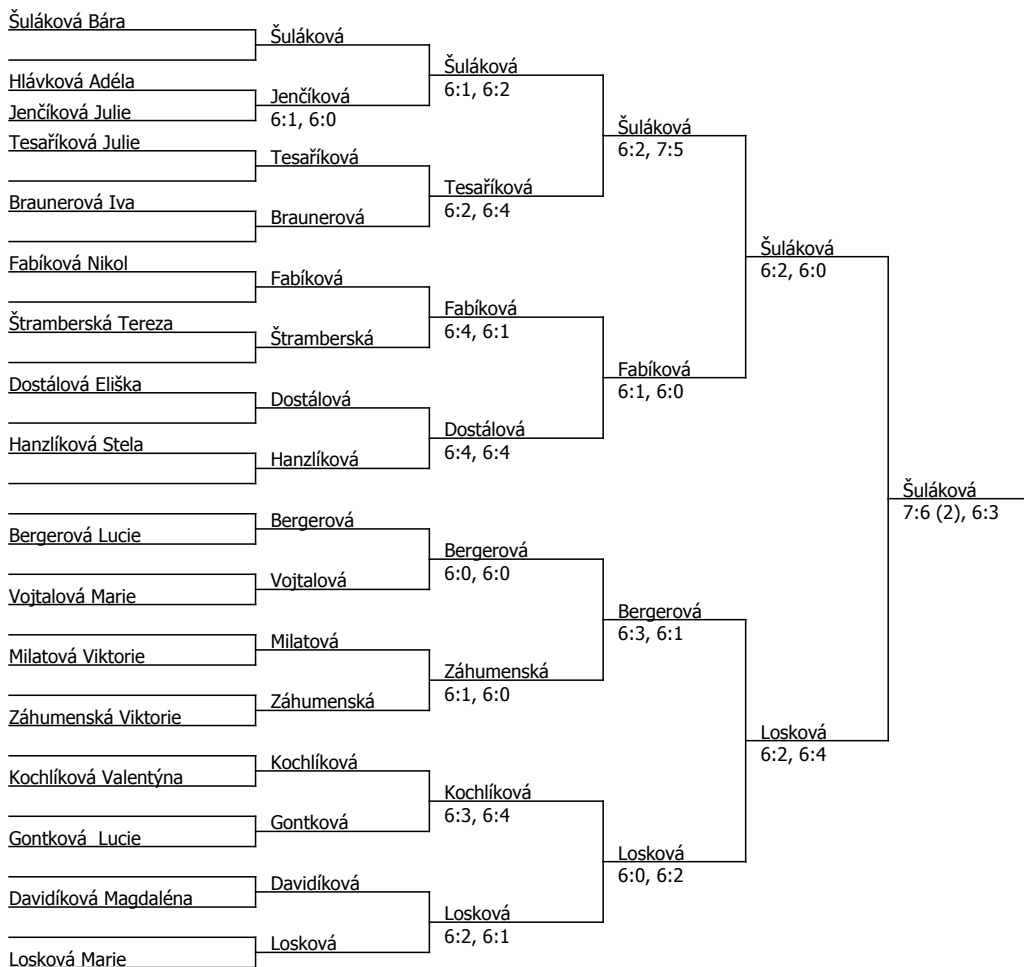 Šuláková Bára
Hlávková Adéla
Jenčíková Julie
Tesaříková Julie
Braunerová Iva
Fabíková Nikol
Štramberská Tereza
Dostálová Eliška
Hanzlíková Stela
Bergerová Lucie
Vojtalová Marie
Milatová Viktorie
Záhumenská Viktorie
Kochlíková Valentýna
Gontková  Lucie
Davidíková Magdaléna
Losková Marie
Šuláková
Jenčíková
6:1, 6:0
Tesaříková
Braunerová
Fabíková
Štramberská
Dostálová
Hanzlíková
Bergerová
Vojtalová
Milatová
Záhumenská
Kochlíková
Gontková
Davidíková
Losková
Šuláková
6:1, 6:2
Tesaříková
6:2, 6:4
Fabíková
6:4, 6:1
Dostálová
6:4, 6:4
Bergerová
6:0, 6:0
Záhumenská
6:1, 6:0
Kochlíková
6:3, 6:4
Losková
6:2, 6:1
Šuláková
6:2, 7:5
Fabíková
6:1, 6:0
Bergerová
6:3, 6:1
Losková
6:0, 6:2
Šuláková
6:2, 6:0
Losková
6:2, 6:4
Šuláková
7:6 (2), 6:3